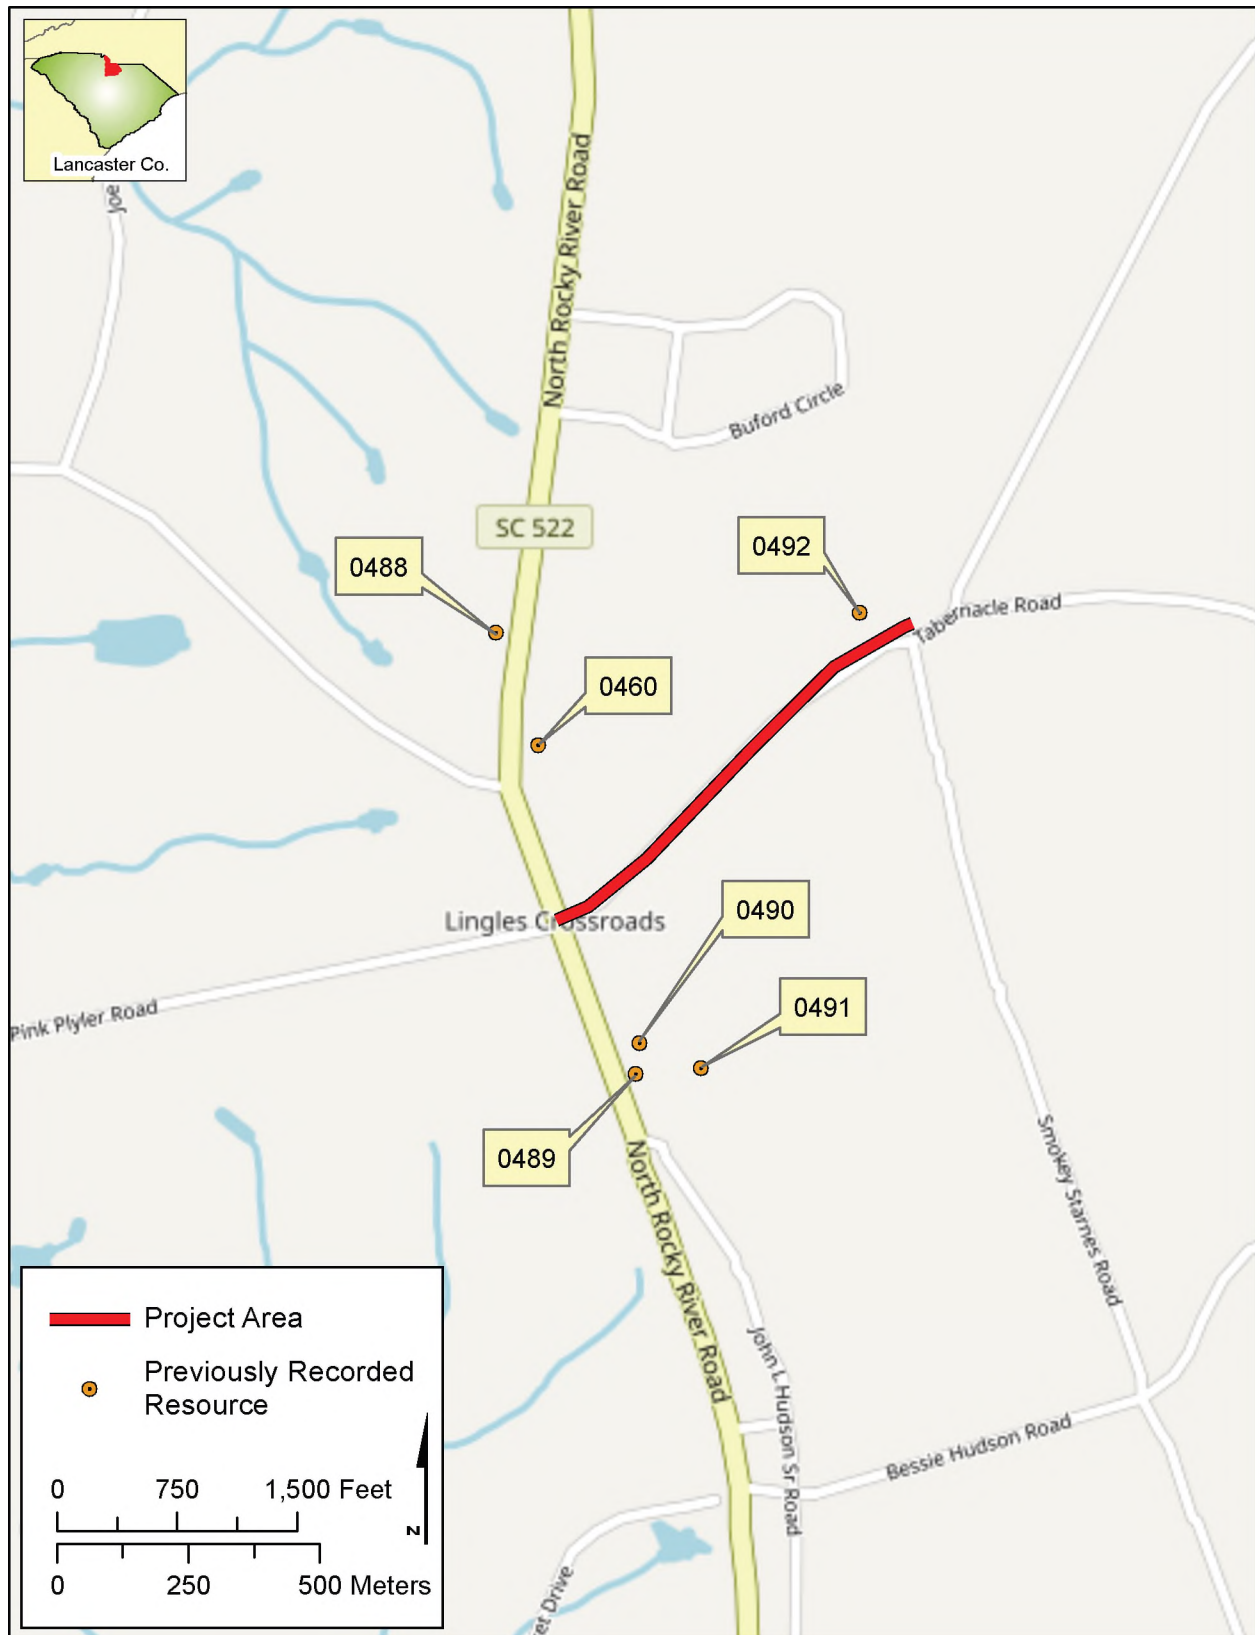 Lancaster Co.
Joe
North Rocky River Road
Buford Circle
SC 522
0492
0488
Tabernacle Road
0460
0490
Lingles Crossroads
0491
Pink Plyler Road
0489
Smokey Starnes Road
North Rocky River Road
John L Hudson Sr Road
Bessie Hudson Road
et Drive
Project Area
Previously Recorded
Resource
0 750 1,500 Feet
N
0 250 500 Meters